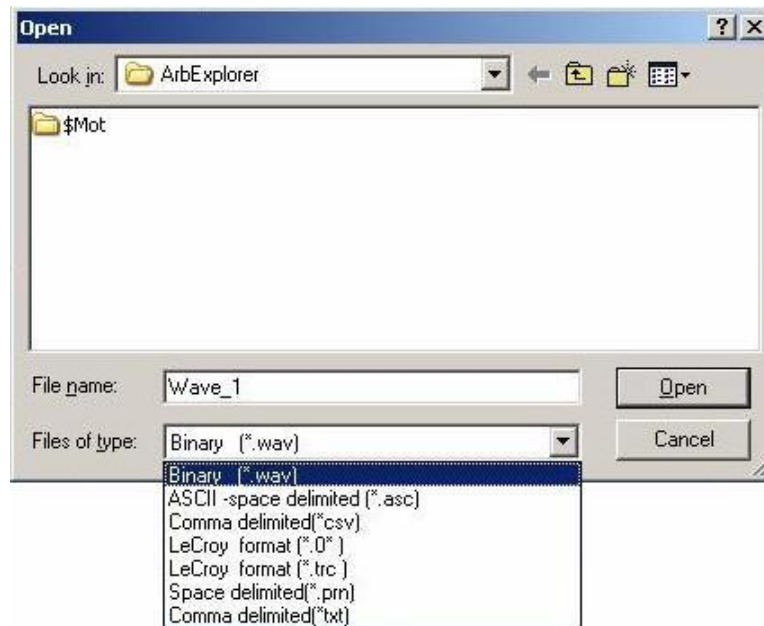 Open
Look in: ArbExplorer
$Mot
File name: Wave_1 Open
Files of type: Binary (*.wav) Cancel
Binary (*.wav)
ASCII -space delimited (*.asc)
Comma delimited(*csv)
LeCroy format (*.0* )
LeCroy format (*.trc )
Space delimited(*.prn)
Comma delimited(*txt)